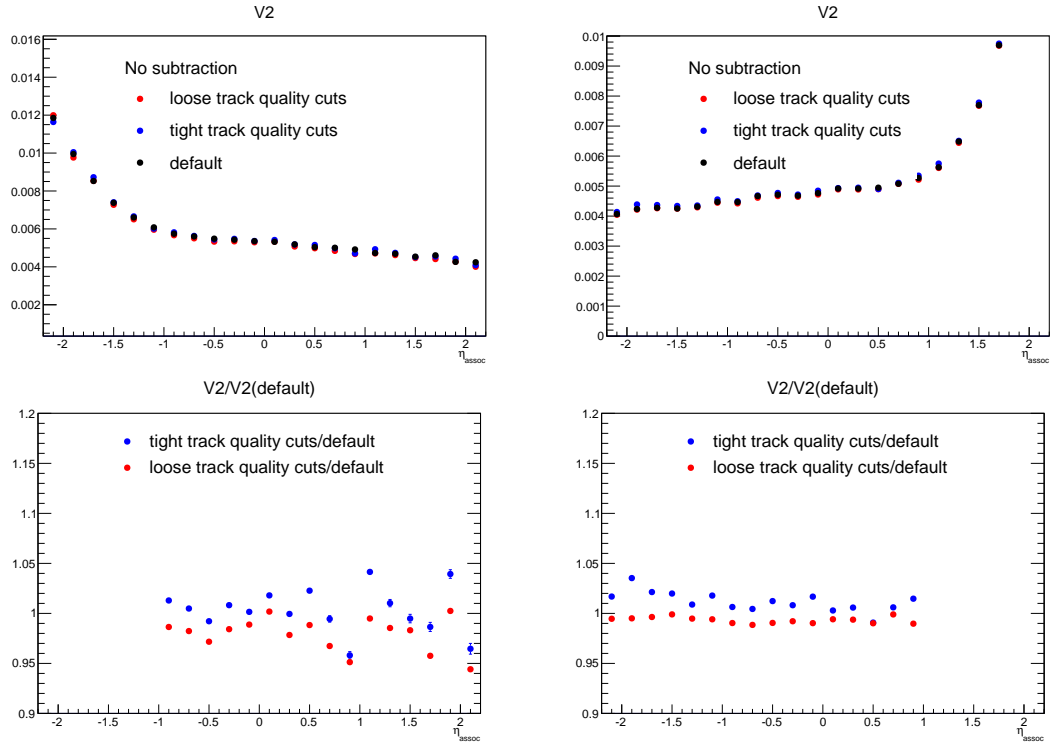 V2
0.016
0.014
0.012
0.01
0.008
0.006
0.004
0.002
No subtraction
loose track quality cuts
tight track quality cuts
default
-2 -1.5 -1 -0.5 0 0.5 1 1.5 2
η assoc
V2
0.01
0.009
0.008
0.007
0.006
0.005
0.004
0.003
0.002
0.001
0
No subtraction
loose track quality cuts
tight track quality cuts
default
-2 -1.5 -1 -0.5 0 0.5 1 1.5 2
η assoc
V2/V2(default)
1.2
1.15
1.1
1.05
1
0.95
0.9
tight track quality cuts/default
loose track quality cuts/default
-2 -1.5 -1 -0.5 0 0.5 1 1.5 2
η assoc
V2/V2(default)
1.2
1.15
1.1
1.05
1
0.95
0.9
tight track quality cuts/default
loose track quality cuts/default
-2 -1.5 -1 -0.5 0 0.5 1 1.5 2
η assoc